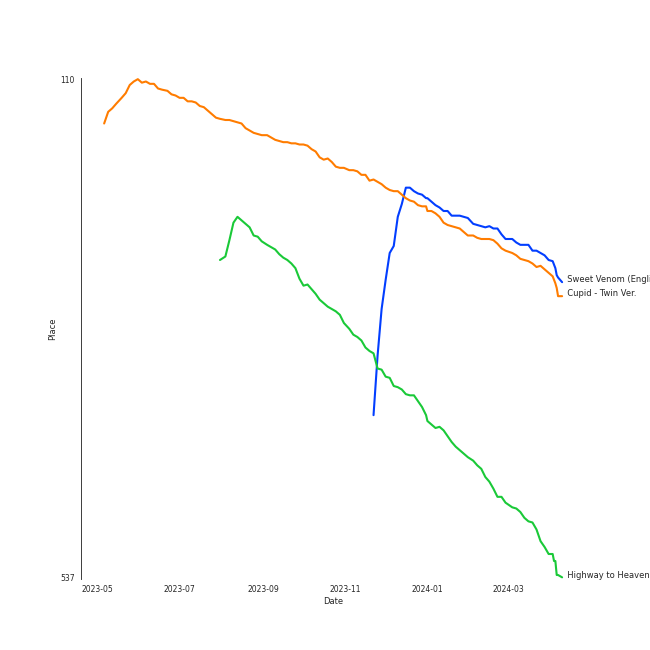 110
Place
Sweet Venom (Engli
Cupid - Twin Ver.
537
Highway to Heaven
2023-05 2023-07 2023-09 2023-11 2024-01 2024-03
Date